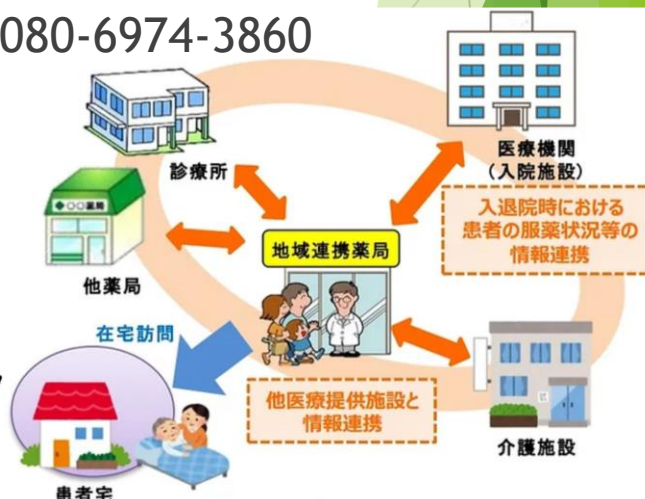 080-6974-3860
診療所
医療機関
（入院施設）
入退院時における
患者の服薬状況等の
情報連携
○○薬局
他薬局
地域連携薬局
在宅訪問
他医療提供施設と
情報連携
介護施設
患者宅